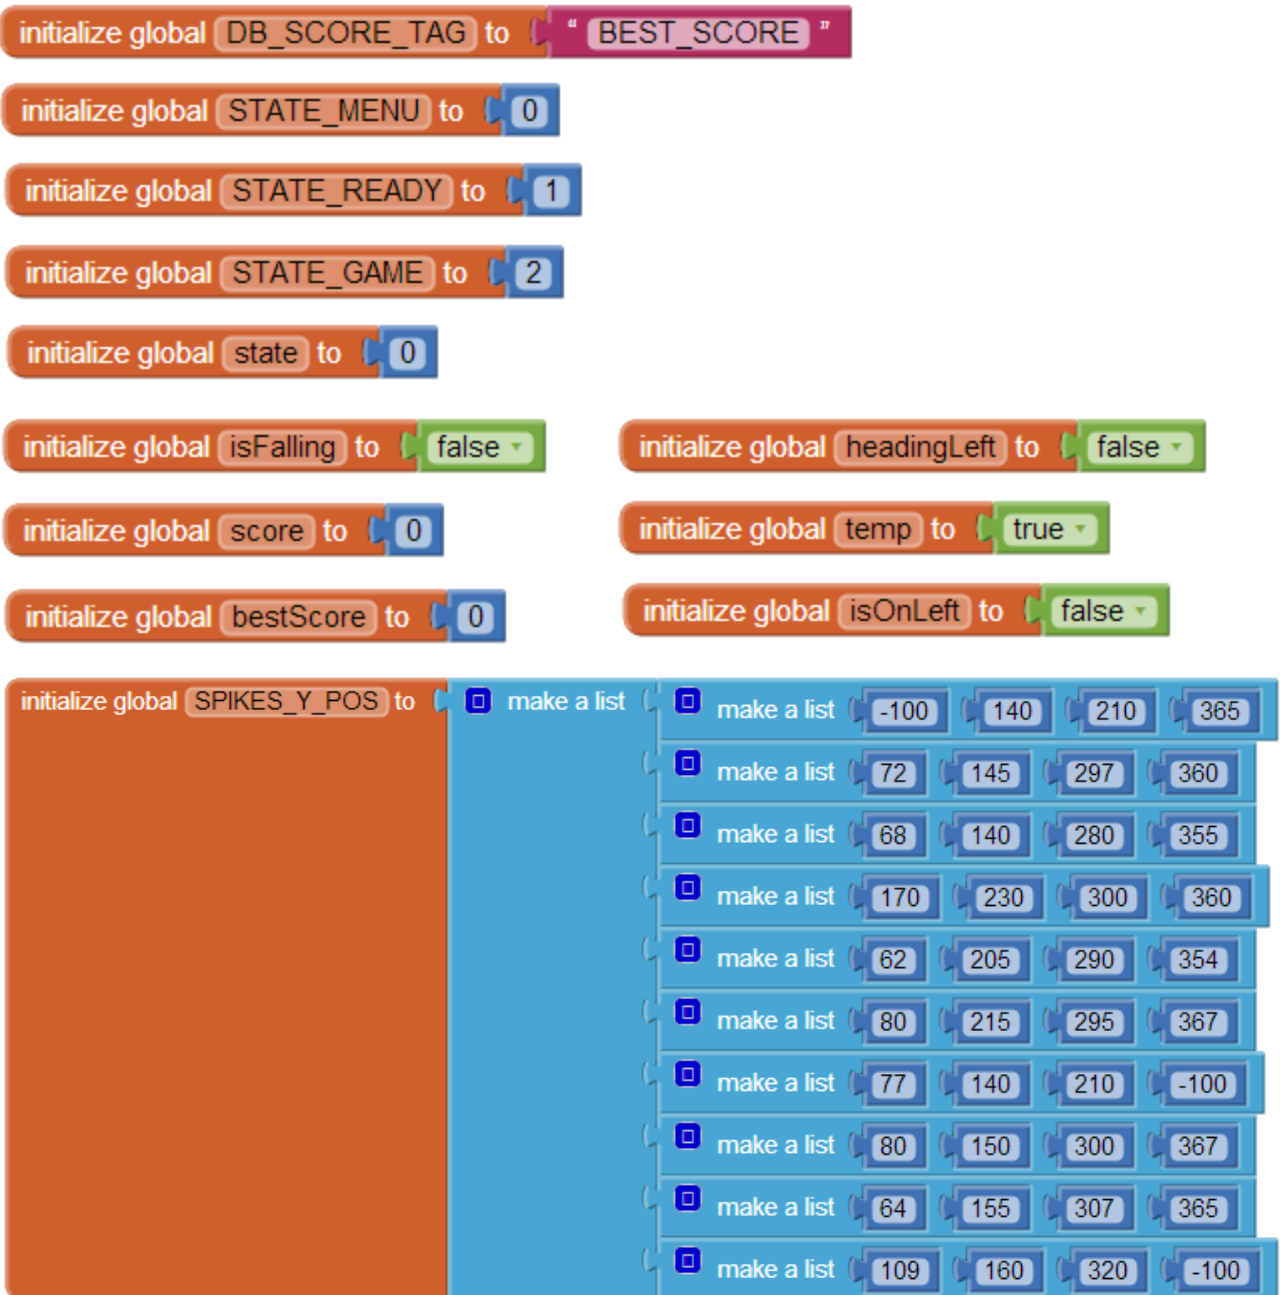 initialize global DB_SCORE_TAG to " BEST_SCORE "
initialize global STATE_MENU to 0
initialize global STATE_READY to 1
initialize global STATE_GAME to 2
initialize global state to 0
initialize global isFalling to false
initialize global headingLeft to false
initialize global score to 0
initialize global temp to true
initialize global bestScore to 0
initialize global isOnLeft to false
initialize global SPIKES_Y_POS to make a list make a list -100 140 210 365
make a list 72 145 297 360
make a list 68 140 280 355
make a list 170 230 300 360
make a list 62 205 290 354
make a list 80 215 295 367
make a list 77 140 210 -100
make a list 80 150 300 367
make a list 64 155 307 365
make a list 109 160 320 -100